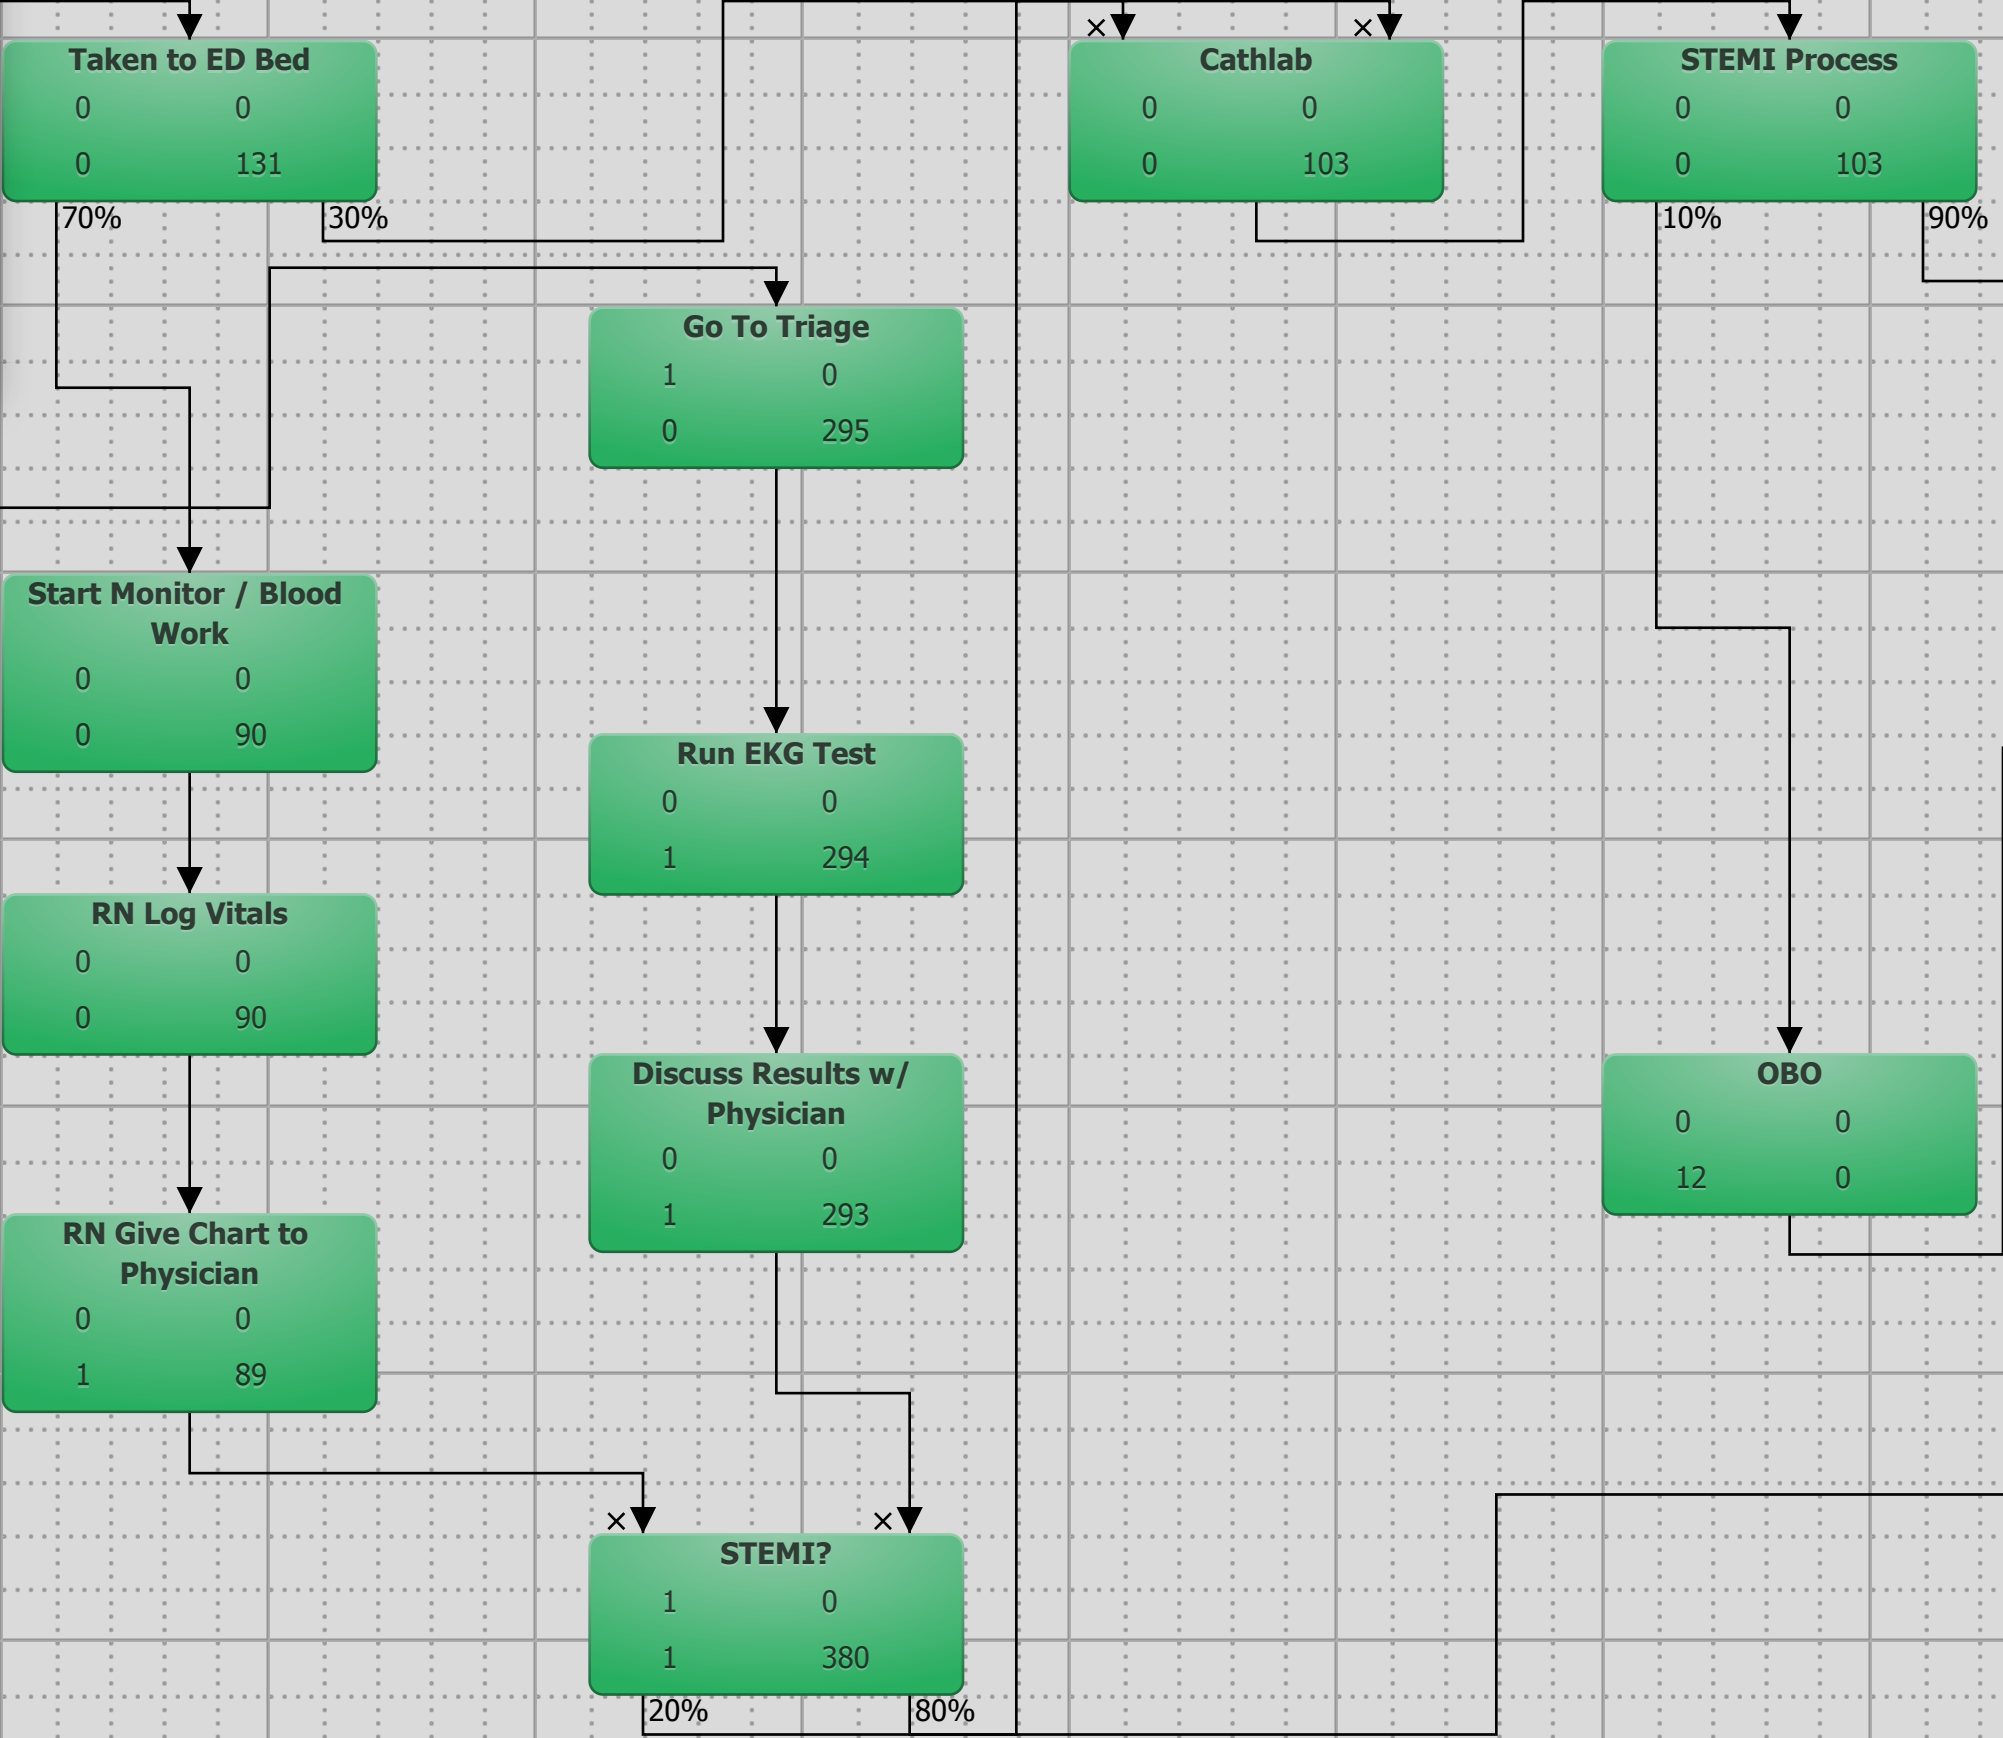 Taken to ED Bed
0 0
0 131
70% 30%
× ×
Cathlab
0 0
0 103
STEMI Process
0 0
0 103
10% 90%
Go To Triage
1 0
0 295
Start Monitor / Blood
Work
0 0
0 90
Run EKG Test
0 0
1 294
RN Log Vitals
0 0
0 90
Discuss Results w/
Physician
0 0
1 293
OBO
0 0
12 0
RN Give Chart to
Physician
0 0
1 89
× ×
STEMI?
1 0
1 380
20% 80%